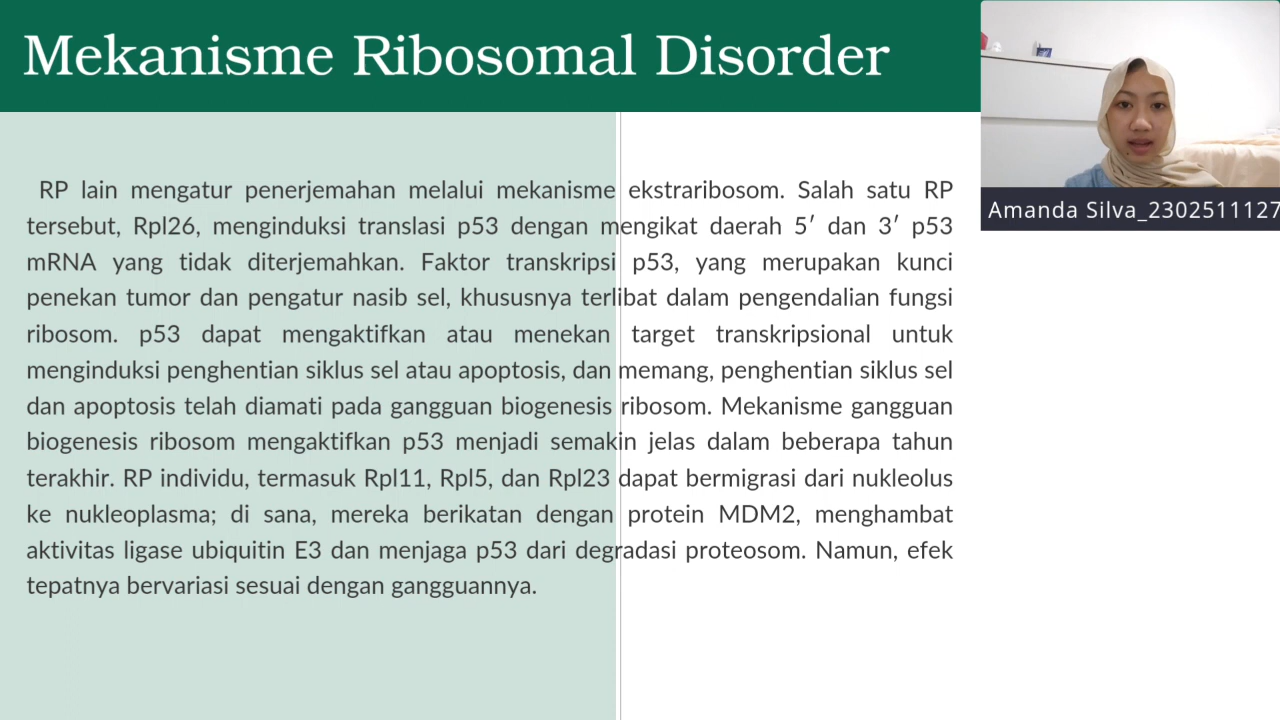 Mekanisme Ribosomal Disorder
RP lain mengatur penerjemahan melalui mekanisme ekstraribosom. Salah satu RP
tersebut, Rpl26, menginduksi translasi p53 dengan mengikat daerah 5′ dan 3′ p53
mRNA yang tidak diterjemahkan. Faktor transkripsi p53, yang merupakan kunci
penekan tumor dan pengatur nasib sel, khususnya terlibat dalam pengendalian fungsi
ribosom. p53 dapat mengaktifkan atau menekan target transkripsional untuk
menginduksi penghentian siklus sel atau apoptosis, dan memang, penghentian siklus sel
dan apoptosis telah diamati pada gangguan biogenesis ribosom. Mekanisme gangguan
biogenesis ribosom mengaktifkan p53 menjadi semakin jelas dalam beberapa tahun
terakhir. RP individu, termasuk Rpl11, Rpl5, dan Rpl23 dapat bermigrasi dari nukleolus
ke nukleoplasma; di sana, mereka berikatan dengan protein MDM2, menghambat
aktivitas ligase ubiquitin E3 dan menjaga p53 dari degradasi proteosom. Namun, efek
tepatnya bervariasi sesuai dengan gangguannya.
Amanda Silva_2302511127